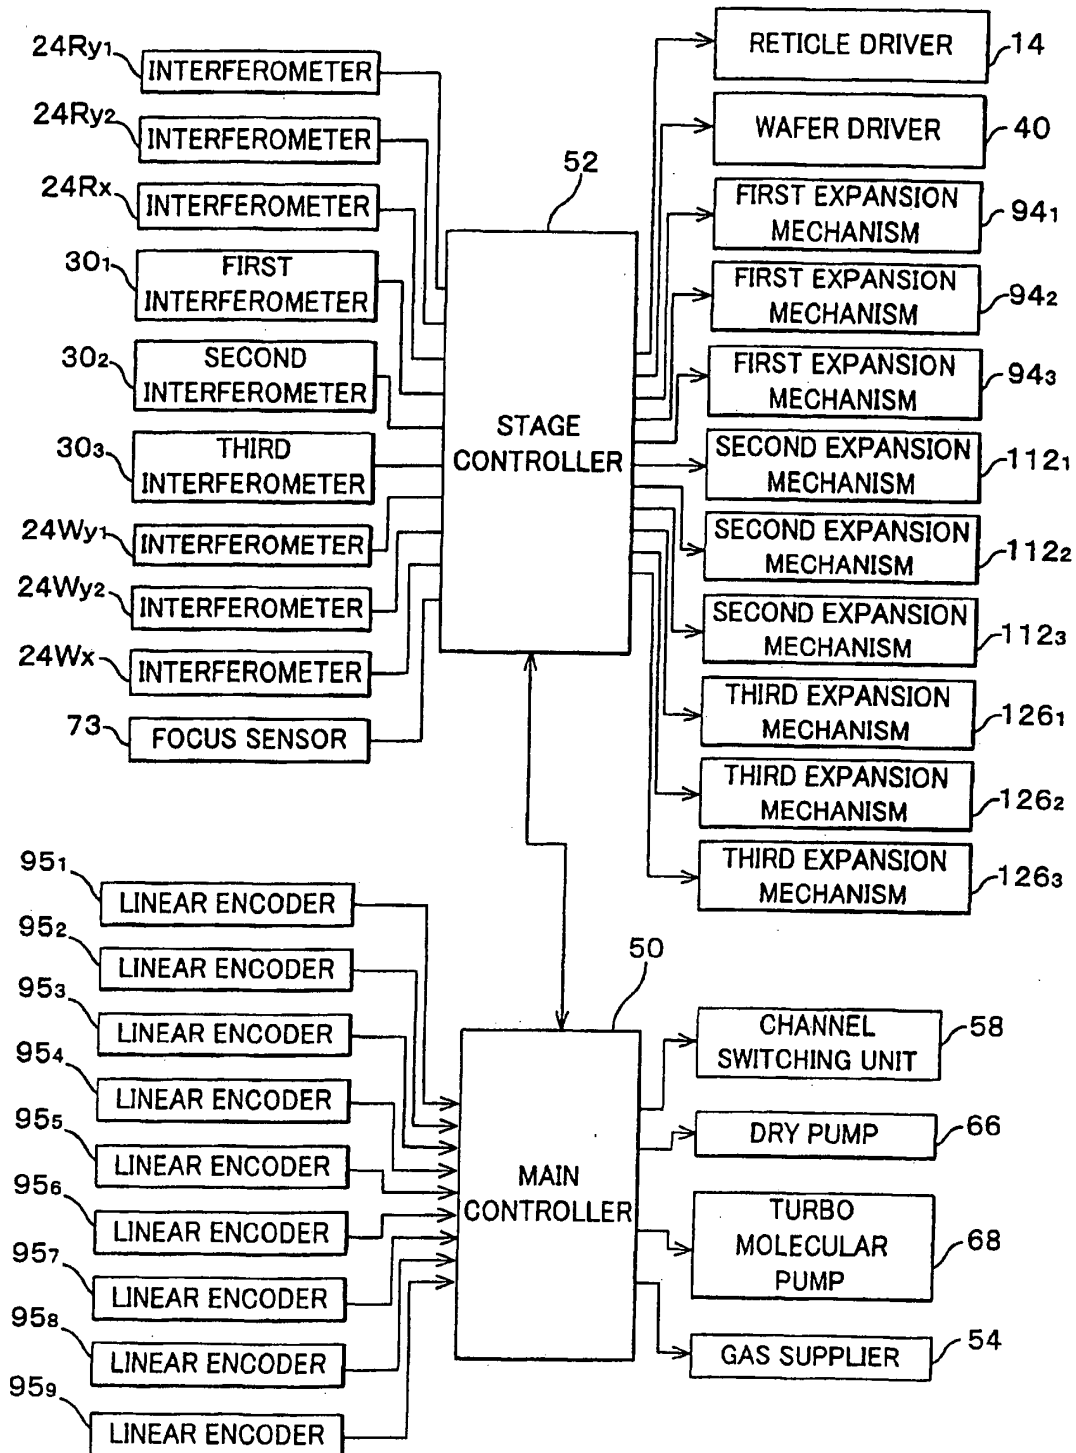 24Ry1
INTERFEROMETER
24Ry2
INTERFEROMETER
24Rx
INTERFEROMETER
301
FIRST
INTERFEROMETER
302
SECOND
INTERFEROMETER
303
THIRD
INTERFEROMETER
24Wy1
INTERFEROMETER
24Wy2
INTERFEROMETER
24Wx
INTERFEROMETER
73
FOCUS SENSOR
52
STAGE
CONTROLLER
RETICLE DRIVER
14
WAFER DRIVER
40
FIRST EXPANSION
MECHANISM
941
FIRST EXPANSION
MECHANISM
942
FIRST EXPANSION
MECHANISM
943
SECOND EXPANSION
MECHANISM
1121
SECOND EXPANSION
MECHANISM
1122
SECOND EXPANSION
MECHANISM
1123
THIRD EXPANSION
MECHANISM
1261
THIRD EXPANSION
MECHANISM
1262
THIRD EXPANSION
MECHANISM
1263
951
LINEAR ENCODER
952
LINEAR ENCODER
953
LINEAR ENCODER
954
LINEAR ENCODER
955
LINEAR ENCODER
956
LINEAR ENCODER
957
LINEAR ENCODER
958
LINEAR ENCODER
959
LINEAR ENCODER
50
MAIN
CONTROLLER
CHANNEL
SWITCHING UNIT
58
DRY PUMP
66
TURBO
MOLECULAR
PUMP
68
GAS SUPPLIER
54